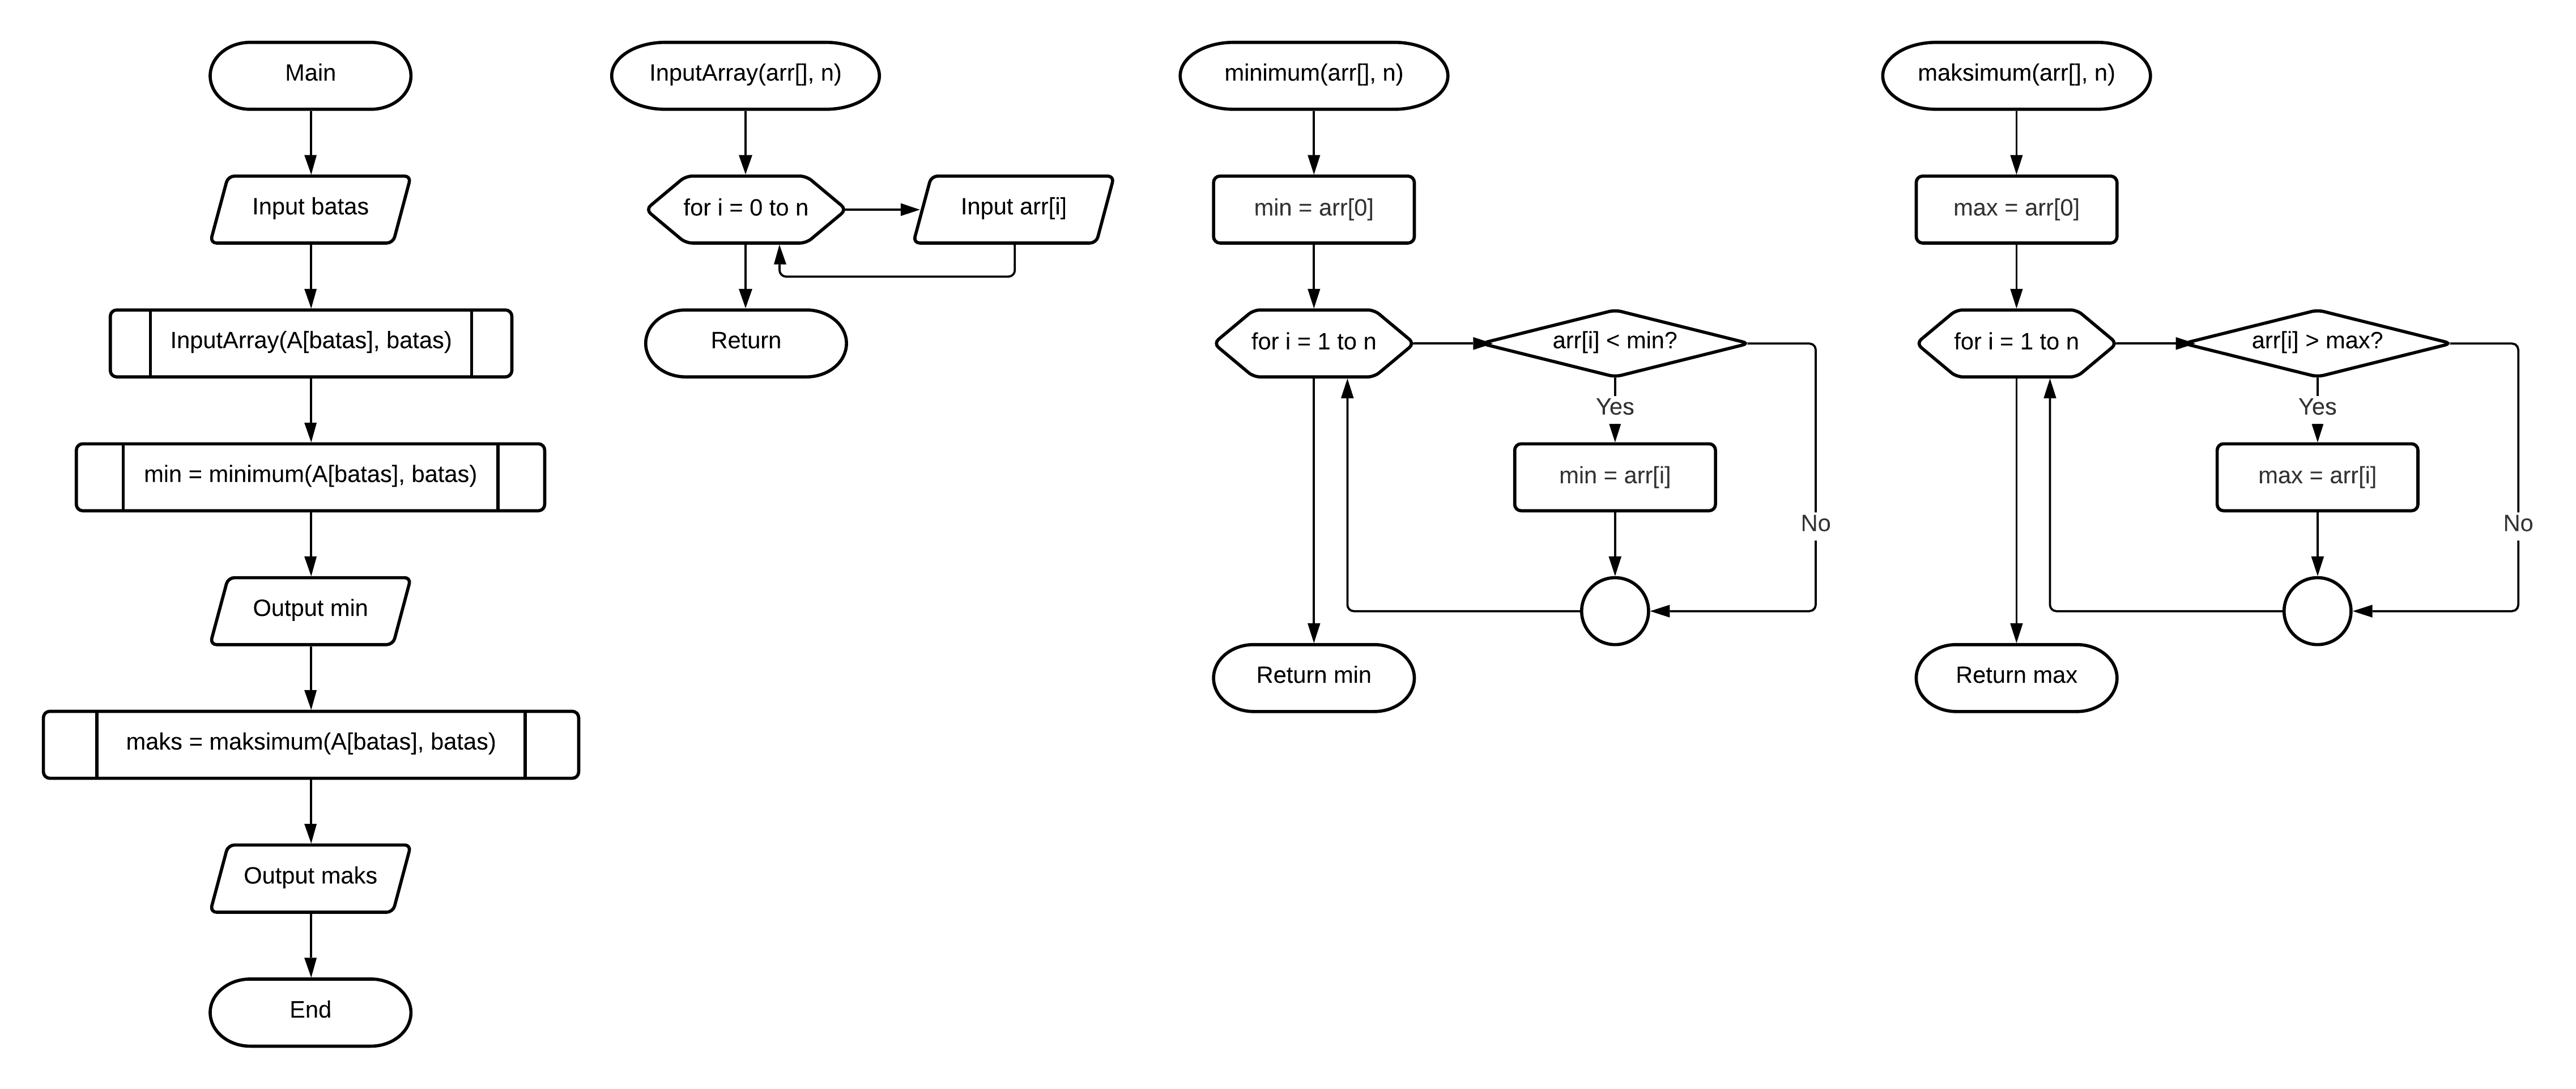 Main
Input batas
InputArray(A[batas], batas)
min = minimum(A[batas], batas)
Output min
maks = maksimum(A[batas], batas)
Output maks
End
InputArray(arr[], n)
for i = 0 to n
Input arr[i]
Return
minimum(arr[], n)
min = arr[0]
for i = 1 to n
arr[i] < min?
Yes
min = arr[i]
No
Return min
maksimum(arr[], n)
max = arr[0]
for i = 1 to n
arr[i] > max?
Yes
max = arr[i]
No
Return max